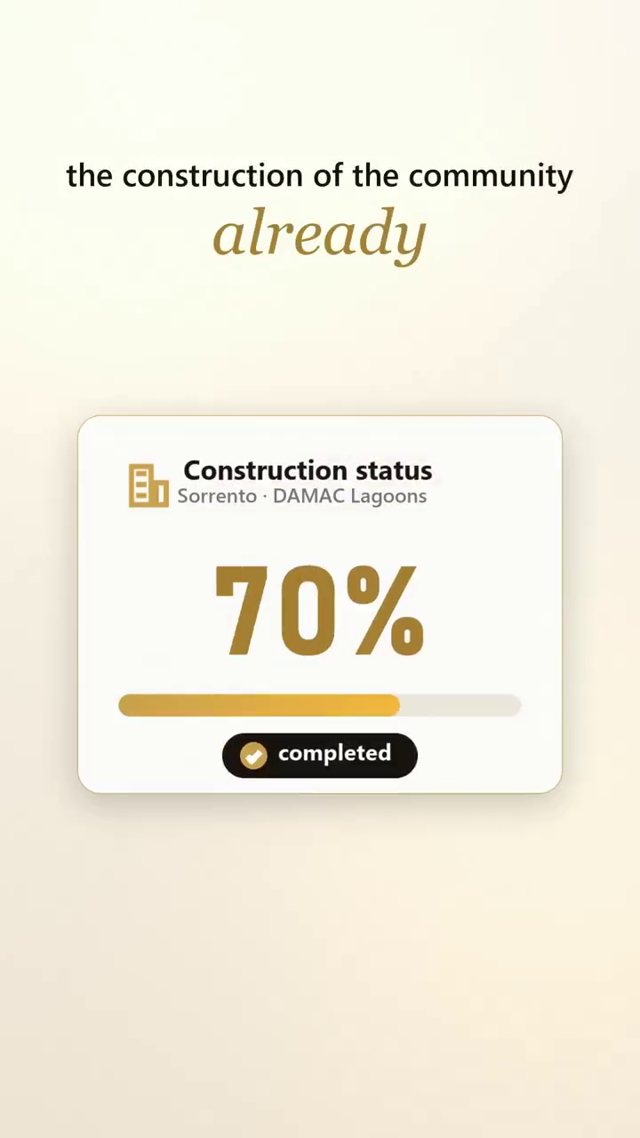 the construction of the community
already
Construction status
Sorrento · DAMAC Lagoons
70%
completed